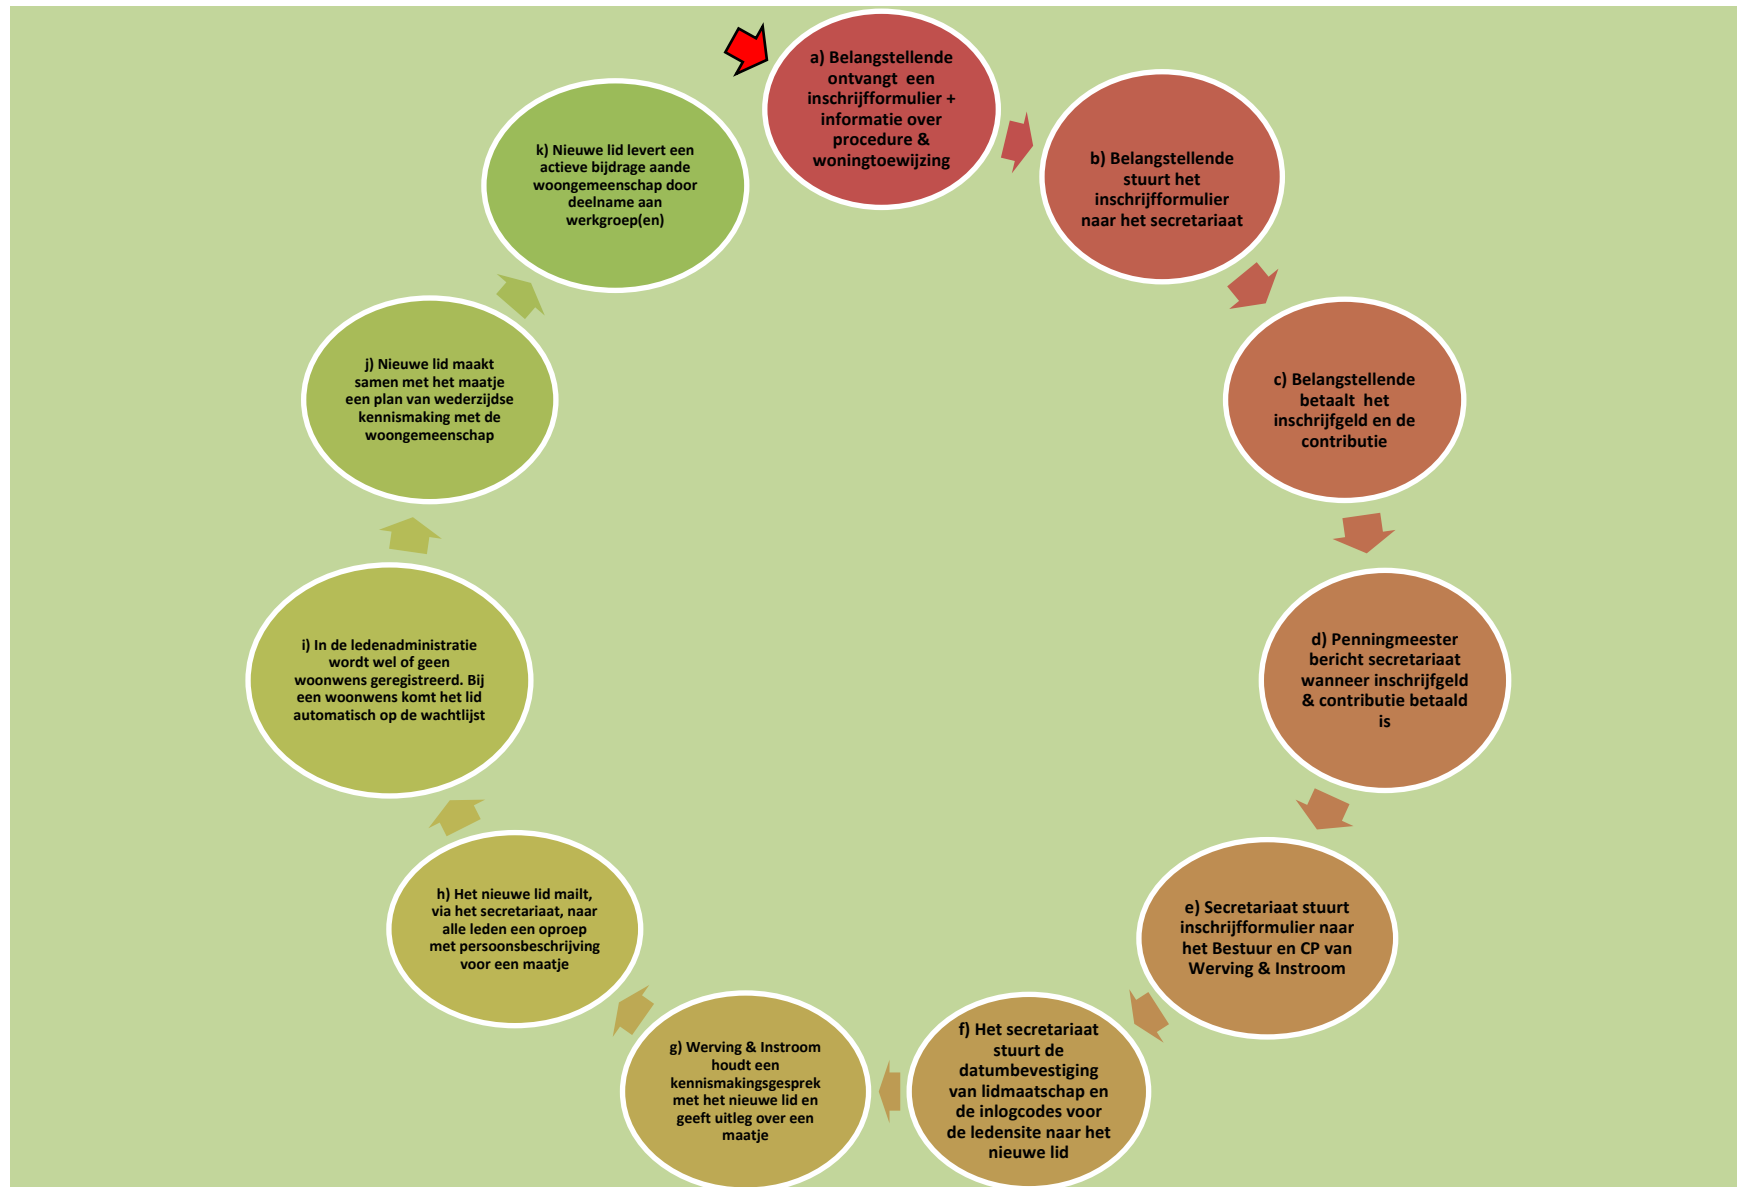 a) Belangstellende
ontvangt een
inschrijfformulier +
informatie over
procedure &
woningtoewijzing
b) Belangstellende
stuurt het
inschrijfformulier
naar het secretariaat
c) Belangstellende
betaalt het
inschrijfgeld en de
contributie
d) Penningmeester
bericht secretariaat
wanneer inschrijfgeld
& contributie betaald
is
e) Secretariaat stuurt
inschrijfformulier naar
het Bestuur en CP van
Werving & Instroom
f) Het secretariaat
stuurt de
datumbevestiging
van lidmaatschap en
de inlogcodes voor
de ledensite naar het
nieuwe lid
g) Werving & Instroom
houdt een
kennismakingsgesprek
met het nieuwe lid en
geeft uitleg over een
maatje
h) Het nieuwe lid mailt,
via het secretariaat, naar
alle leden een oproep
met persoonsbeschrijving
voor een maatje
i) In de ledenadministratie
wordt wel of geen
woonwens geregistreerd. Bij
een woonwens komt het lid
automatisch op de wachtlijst
j) Nieuwe lid maakt
samen met het maatje
een plan van wederzijdse
kennismaking met de
woongemeenschap
k) Nieuwe lid levert een
actieve bijdrage aande
woongemeenschap door
deelname aan
werkgroep(en)